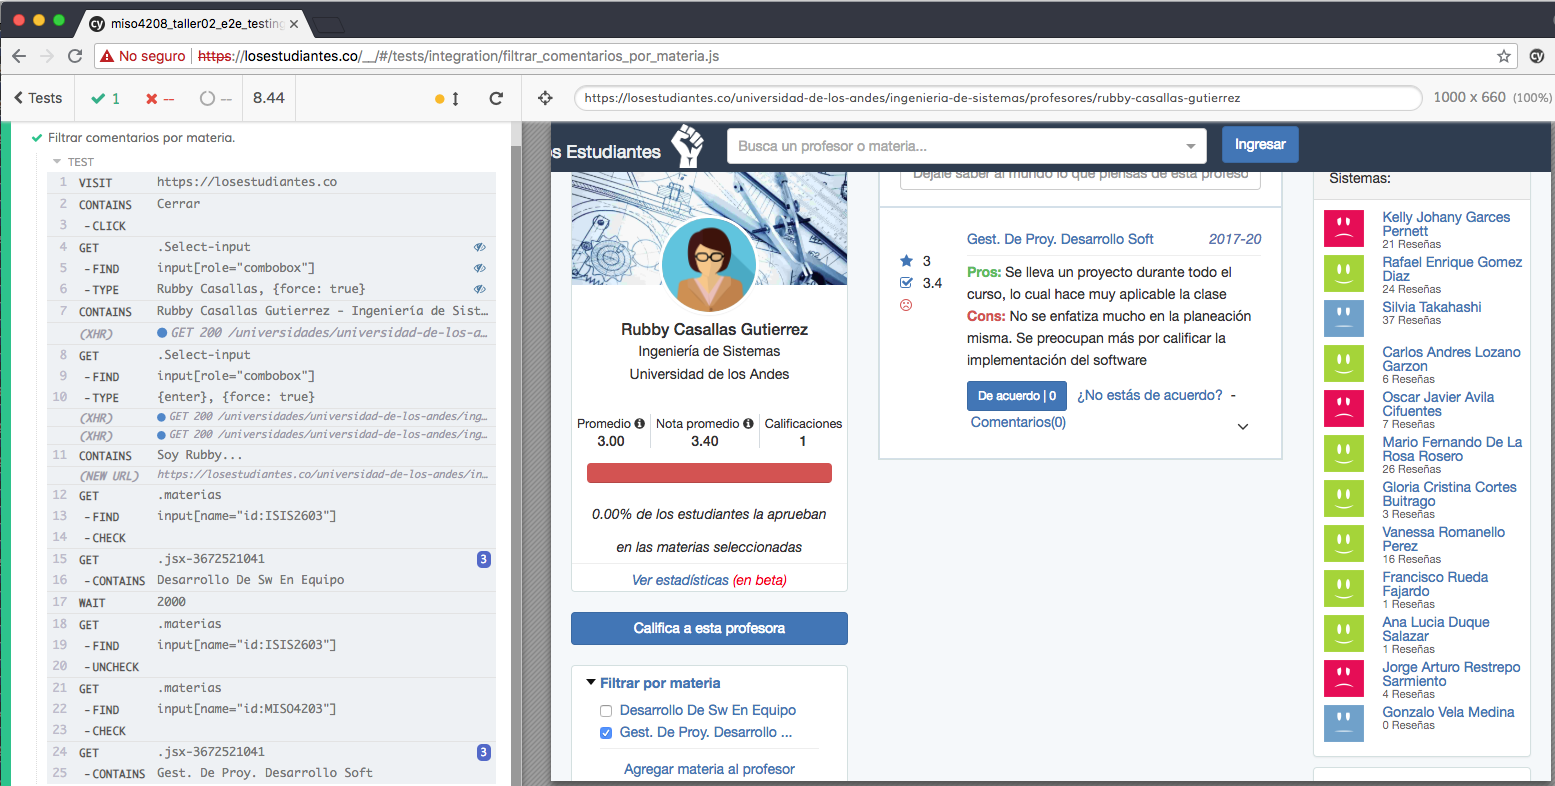 miso4208_taller02_e2e_testing
No seguro https://losestudiantes.co/__/#/tests/integration/filtrar_comentarios_por_materia.js
Tests 1 -- -- 8.44
https://losestudiantes.co/universidad-de-los-andes/ingenieria-de-sistemas/profesores/rubby-casallas-gutierrez
1000 x 660 (100%)
Filtrar comentarios por materia.
TEST
1 VISIT https://losestudiantes.co
2 CONTAINS Cerrar
3 - CLICK
4 GET .Select-input
5 - FIND input[role="combobox"]
6 - TYPE Rubby Casallas, {force: true}
7 CONTAINS Rubby Casallas Gutierrez - Ingeniería de Sist...
(XHR) GET 200 /universidades/universidad-de-los-a...
8 GET .Select-input
9 - FIND input[role="combobox"]
10 - TYPE {enter}, {force: true}
(XHR) GET 200 /universidades/universidad-de-los-andes/ing...
(XHR) GET 200 /universidades/universidad-de-los-andes/ing...
11 CONTAINS Soy Rubby...
(NEW URL) https://losestudiantes.co/universidad-de-los-andes/in...
12 GET .materias
13 - FIND input[name="id:ISIS2603"]
14 - CHECK
15 GET .jsx-3672521041 3
16 - CONTAINS Desarrollo De Sw En Equipo
17 WAIT 2000
18 GET .materias
19 - FIND input[name="id:ISIS2603"]
20 - UNCHECK
21 GET .materias
22 - FIND input[name="id:MISO4203"]
23 - CHECK
24 GET .jsx-3672521041 3
25 - CONTAINS Gest. De Proy. Desarrollo Soft
os Estudiantes
Busca un profesor o materia...
Ingresar
Rubby Casallas Gutierrez
Ingeniería de Sistemas
Universidad de los Andes
Promedio Nota promedio Calificaciones
3.00 3.40 1
0.00% de los estudiantes la aprueban
en las materias seleccionadas
Ver estadísticas (en beta)
Califica a esta profesora
Filtrar por materia
Desarrollo De Sw En Equipo
Gest. De Proy. Desarrollo ...
Agregar materia al profesor
Déjale saber al mundo lo que piensas de esta profeso
Gest. De Proy. Desarrollo Soft 2017-20
3
3.4
Pros: Se lleva un proyecto durante todo el
curso, lo cual hace muy aplicable la clase
Cons: No se enfatiza mucho en la planeación
misma. Se preocupan más por calificar la
implementación del software
De acuerdo | 0 ¿No estás de acuerdo? -
Comentarios(0)
Sistemas:
Kelly Johany Garces
Pernett
21 Reseñas
Rafael Enrique Gomez
Diaz
24 Reseñas
Silvia Takahashi
37 Reseñas
Carlos Andres Lozano
Garzon
6 Reseñas
Oscar Javier Avila
Cifuentes
7 Reseñas
Mario Fernando De La
Rosa Rosero
26 Reseñas
Gloria Cristina Cortes
Buitrago
3 Reseñas
Vanessa Romanello
Perez
16 Reseñas
Francisco Rueda
Fajardo
1 Reseñas
Ana Lucia Duque
Salazar
1 Reseñas
Jorge Arturo Restrepo
Sarmiento
4 Reseñas
Gonzalo Vela Medina
0 Reseñas